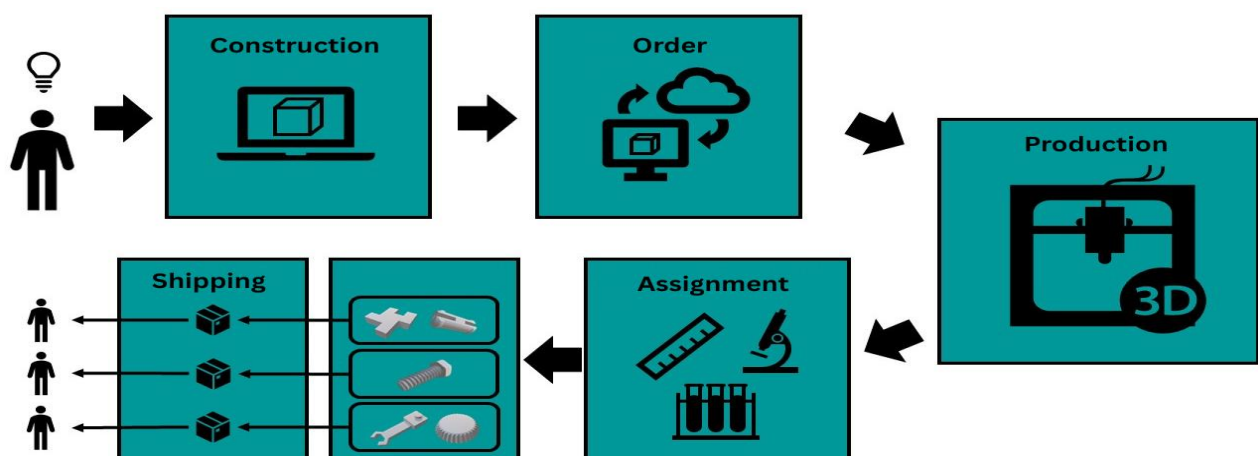 Construction
Order
Production
3D
Assignment
Shipping